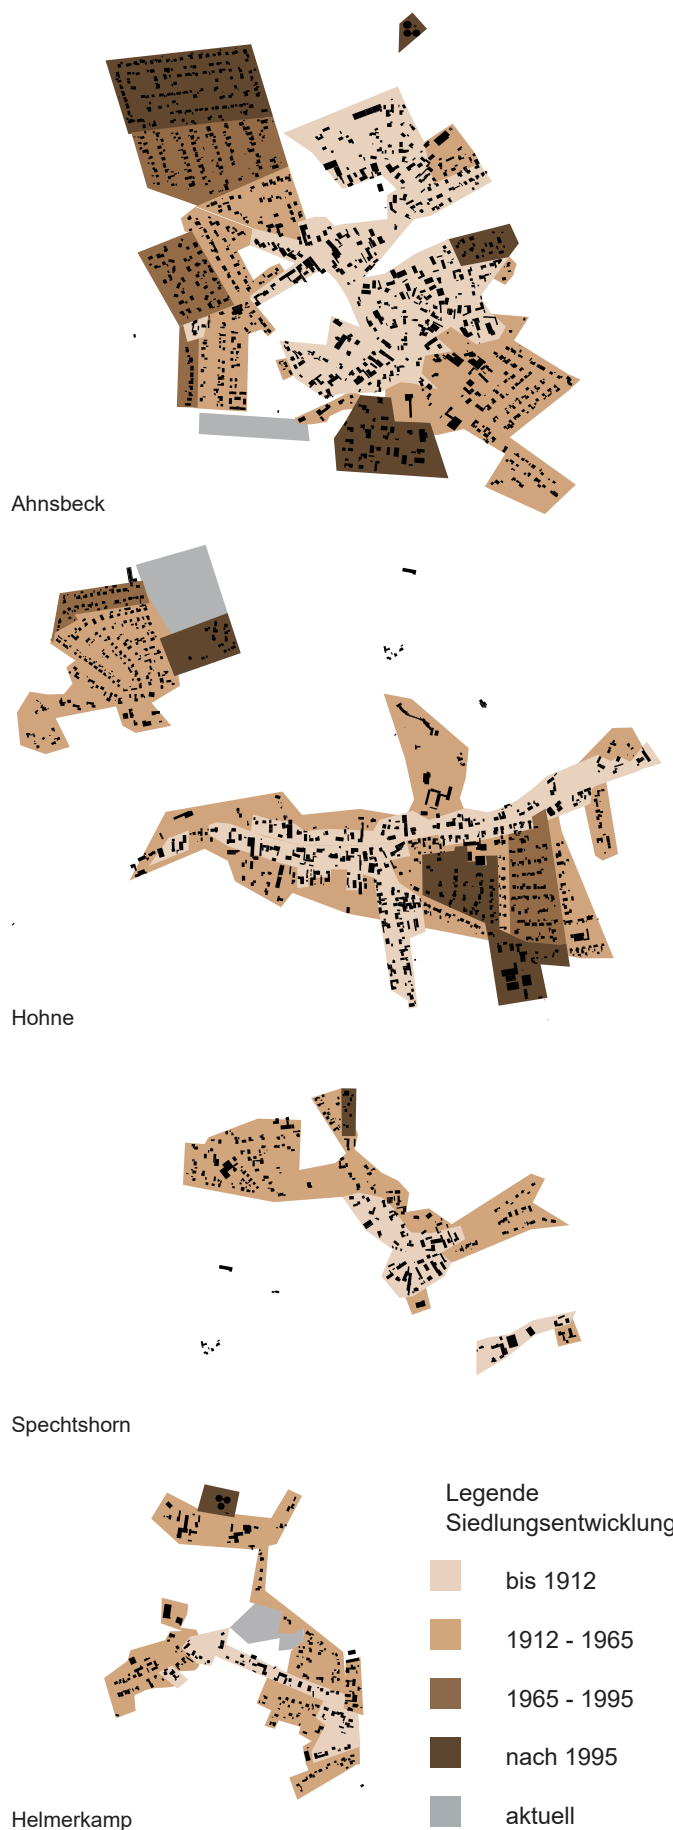 Ahnsbeck
Hohne
Spechtshorn
Legende
Siedlungsentwicklung
bis 1912
1912 - 1965
1965 - 1995
nach 1995
aktuell
Helmerkamp